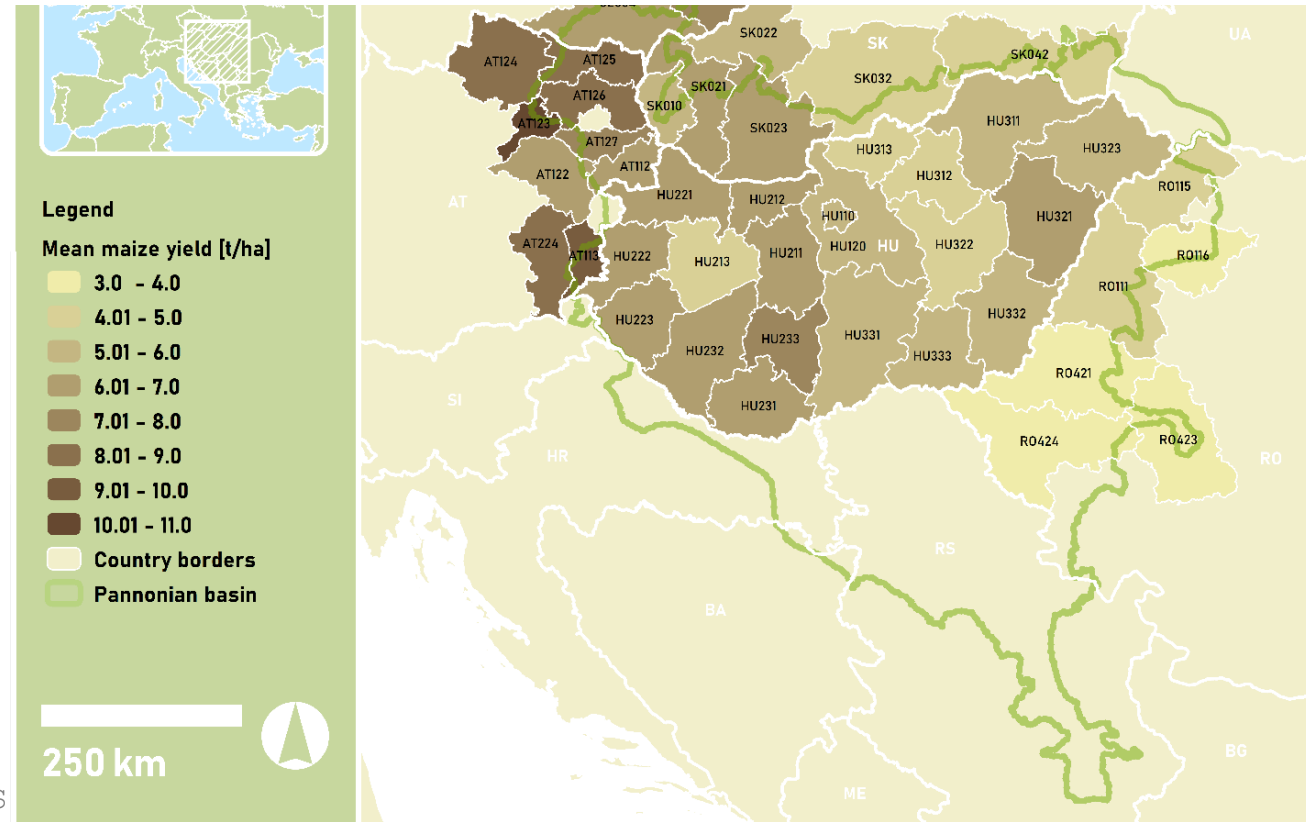 Legend
Mean maize yield [t/ha]
3.0 - 4.0
4.01 - 5.0
5.01 - 6.0
6.01 - 7.0
7.01 - 8.0
8.01 - 9.0
9.01 - 10.0
10.01 - 11.0
Country borders
Pannonian basin
250 km
SK022
SK
UA
AT124
AT125
SK042
SK032
SK021
AT126
SK010
AT123
SK023
HU311
AT127
HU313
HU323
AT112
AT122
HU312
RO115
HU221
HU212
AT
HU110
HU321
AT224
HU120
HU
HU322
AT113
HU222
HU213
HU211
RO116
RO111
HU223
HU332
HU233
HU331
HU232
HU333
RO421
SI
HU231
RO424
RO423
HR
RO
RS
BA
BG
ME